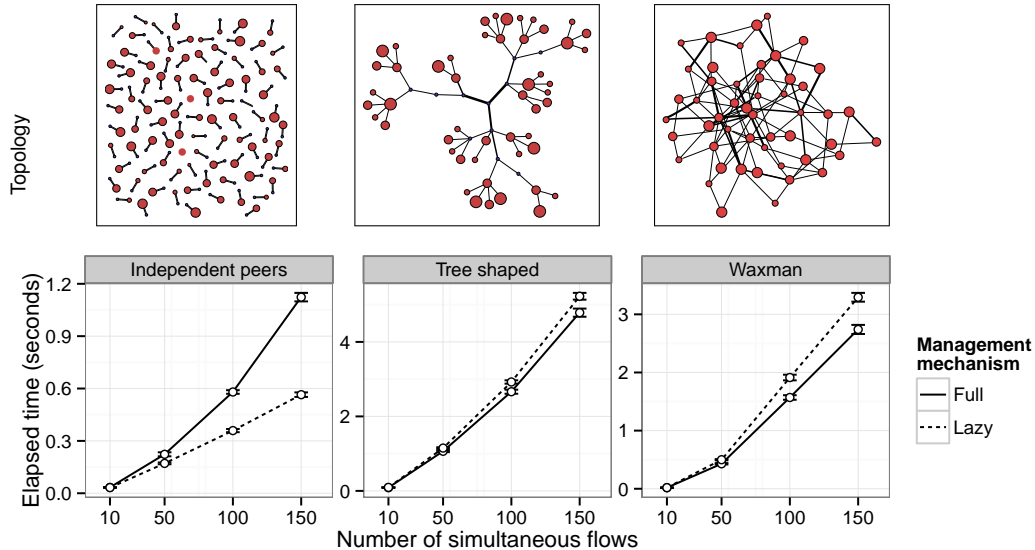 Topology
Independent peers
Tree shaped
Waxman
Elapsed time (seconds)
1.2
0.9
0.6
0.3
0.0
4
2
0
3
2
1
0
10 50 100 150
10 50 100 150
10 50 100 150
Number of simultaneous flows
Management
mechanism
Full
Lazy